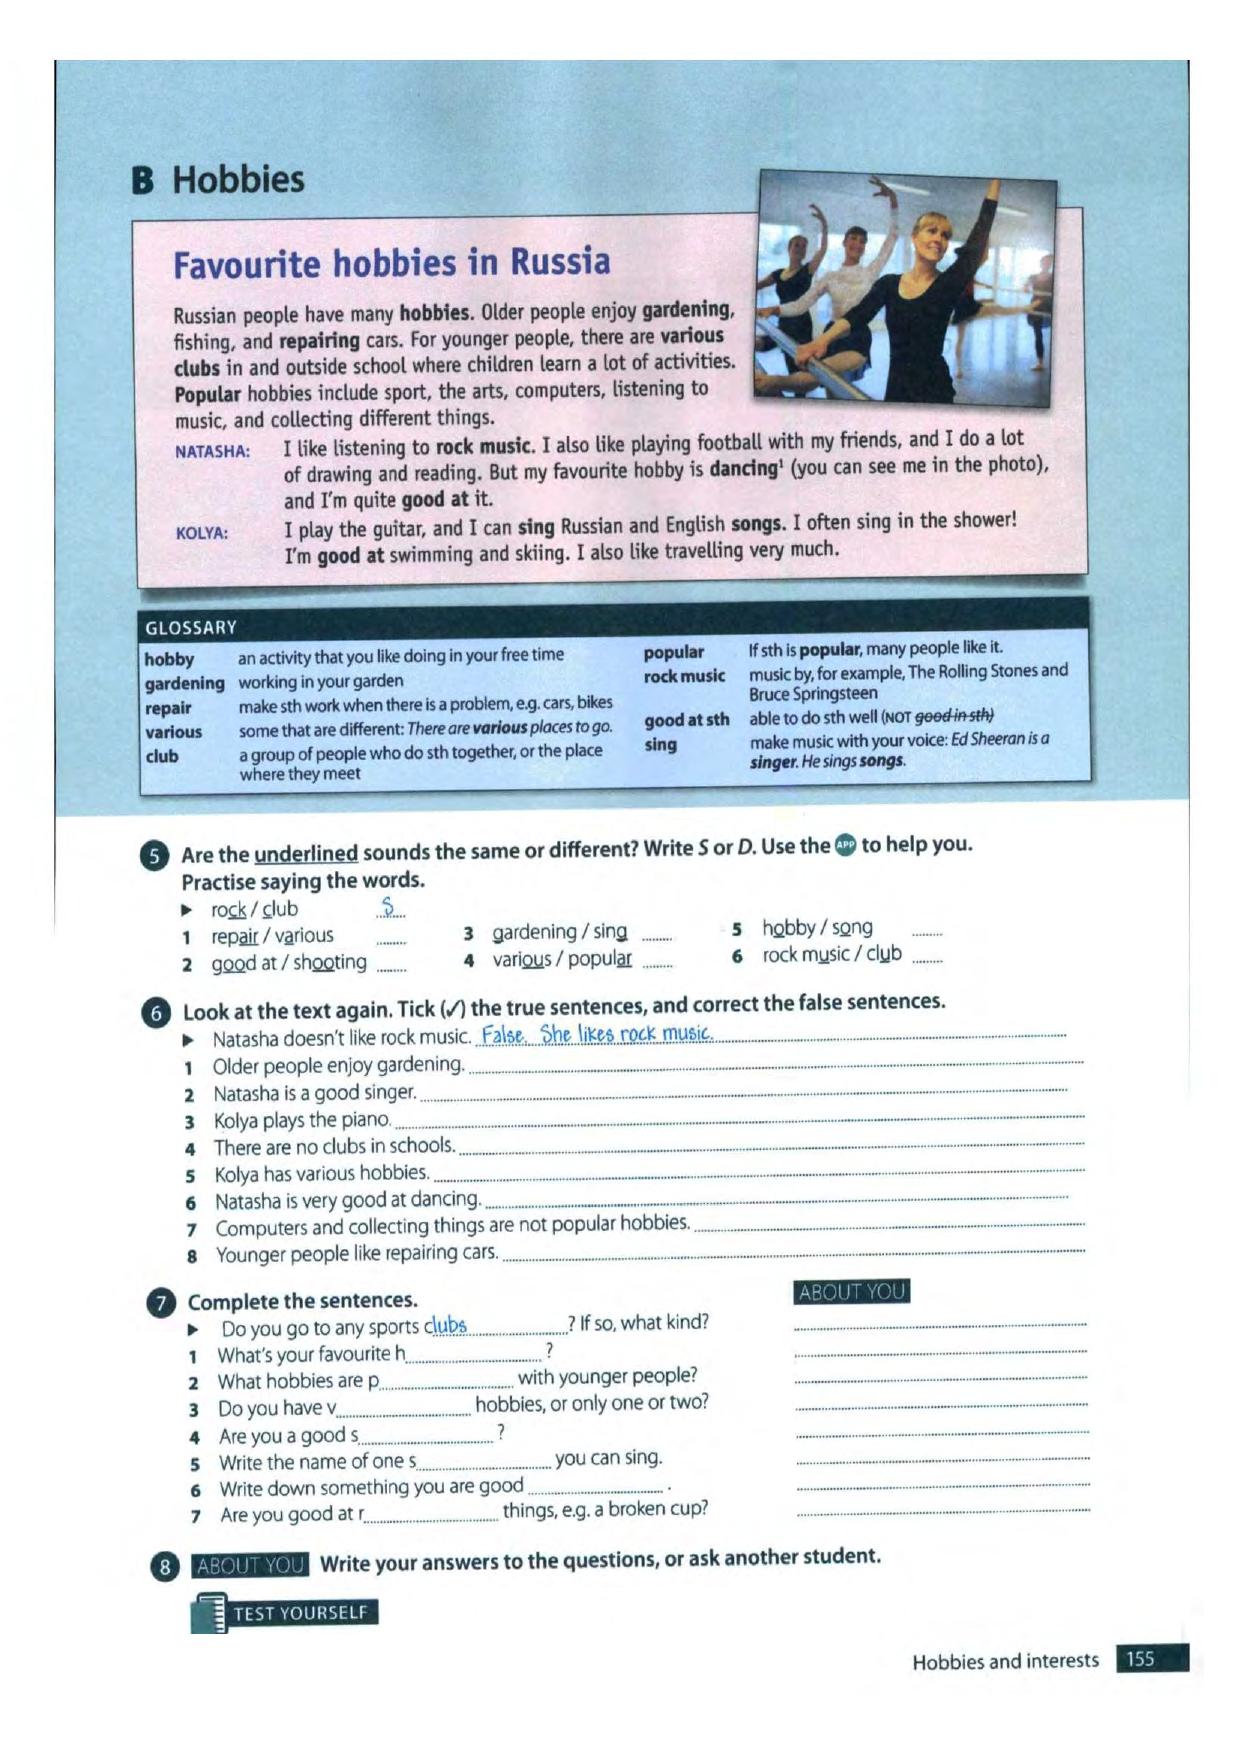 B Hobbies
Favourite hobbies in Russia
Russian people have many hobbies. Older people enjoy gardening,
fishing, and repairing cars. For younger people, there are various
clubs in and outside school where children learn a lot of activities.
Popular hobbies include sport, the arts, computers, listening to
music, and collecting different things.
NATASHA: I like listening to rock music. I also like playing football with my friends, and I do a lot
of drawing and reading. But my favourite hobby is dancing¹ (you can see me in the photo),
and I'm quite good at it.
KOLYA: I play the guitar, and I can sing Russian and English songs. I often sing in the shower!
I'm good at swimming and skiing. I also like travelling very much.
GLOSSARY
hobby an activity that you like doing in your free time
gardening working in your garden
repair make sth work when there is a problem, e.g. cars, bikes
various some that are different: There are various places to go.
club a group of people who do sth together, or the place
where they meet
popular If sth is popular, many people like it.
rock music music by, for example, The Rolling Stones and
Bruce Springsteen
good at sth able to do sth well (NOT good in sth)
sing make music with your voice: Ed Sheeran is a
singer. He sings songs.
5 Are the underlined sounds the same or different? Write S or D. Use the APP to help you.
Practise saying the words.
► rock / club S
1 repair / various
2 good at / shooting
3 gardening / sing
4 various / popular
5 hobby / song
6 rock music / club
6 Look at the text again. Tick (✓) the true sentences, and correct the false sentences.
► Natasha doesn't like rock music. False. She likes rock music.
1 Older people enjoy gardening.
2 Natasha is a good singer.
3 Kolya plays the piano.
4 There are no clubs in schools.
5 Kolya has various hobbies.
6 Natasha is very good at dancing.
7 Computers and collecting things are not popular hobbies.
8 Younger people like repairing cars.
7 Complete the sentences.
ABOUT YOU
► Do you go to any sports clubs ? If so, what kind?
1 What's your favourite h ?
2 What hobbies are p with younger people?
3 Do you have v hobbies, or only one or two?
4 Are you a good s ?
5 Write the name of one s you can sing.
6 Write down something you are good .
7 Are you good at r things, e.g. a broken cup?
8 ABOUT YOU Write your answers to the questions, or ask another student.
TEST YOURSELF
Hobbies and interests 155